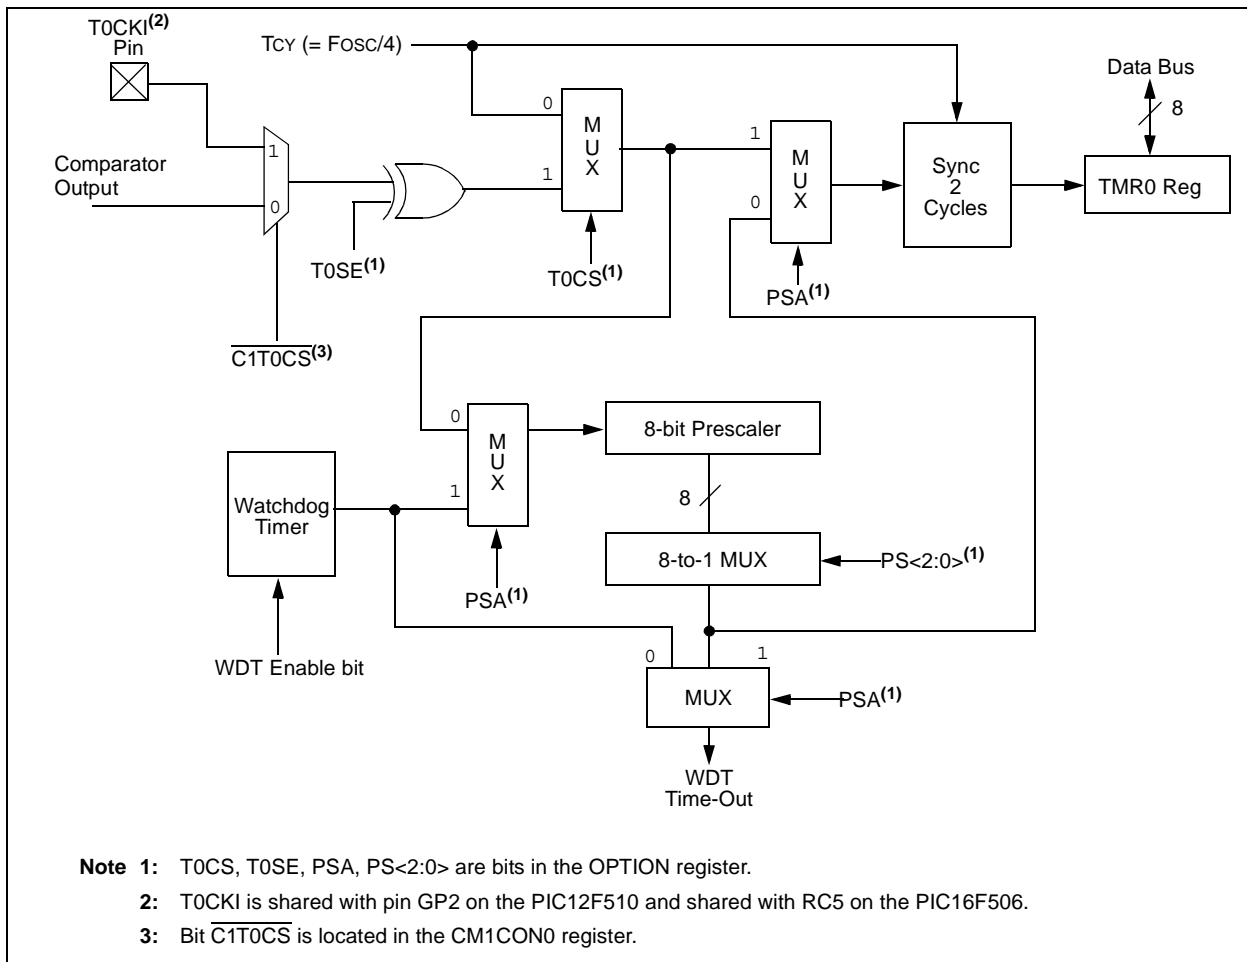 T0CKI(2)
Pin
TCY (= FOSC/4)
Data Bus
8
0
MUX
1
T0CS(1)
1
MUX
0
PSA(1)
Sync
2
Cycles
TMR0 Reg
Comparator
Output
1
0
T0SE(1)
C1T0CS(3)
0
MUX
1
PSA(1)
8-bit Prescaler
8
Watchdog
Timer
8-to-1 MUX
PS<2:0>(1)
WDT Enable bit
0
1
MUX
PSA(1)
WDT
Time-Out
Note 1: T0CS, T0SE, PSA, PS<2:0> are bits in the OPTION register.
2: T0CKI is shared with pin GP2 on the PIC12F510 and shared with RC5 on the PIC16F506.
3: Bit C1T0CS is located in the CM1CON0 register.